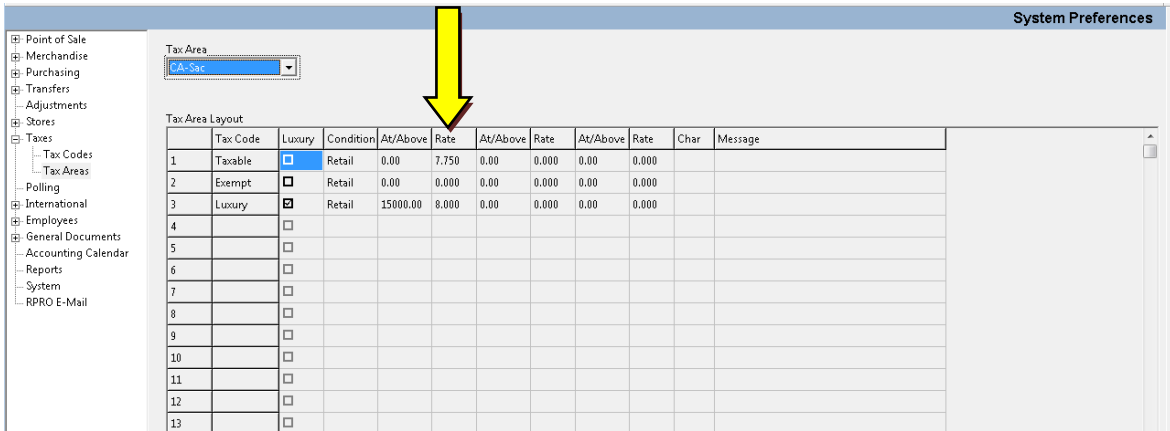 System Preferences
Point of Sale
Merchandise
Purchasing
Transfers
Adjustments
Stores
Taxes
Tax Codes
Tax Areas
Polling
International
Employees
General Documents
Accounting Calendar
Reports
System
RPRO E-Mail
Tax Area
CA-Sac
Tax Area Layout
Tax Code Luxury Condition At/Above Rate At/Above Rate At/Above Rate Char Message
1 Taxable Retail 0.00 7.750 0.00 0.000 0.00 0.000
2 Exempt Retail 0.00 0.000 0.00 0.000 0.00 0.000
3 Luxury Retail 15000.00 8.000 0.00 0.000 0.00 0.000
4
5
6
7
8
9
10
11
12
13